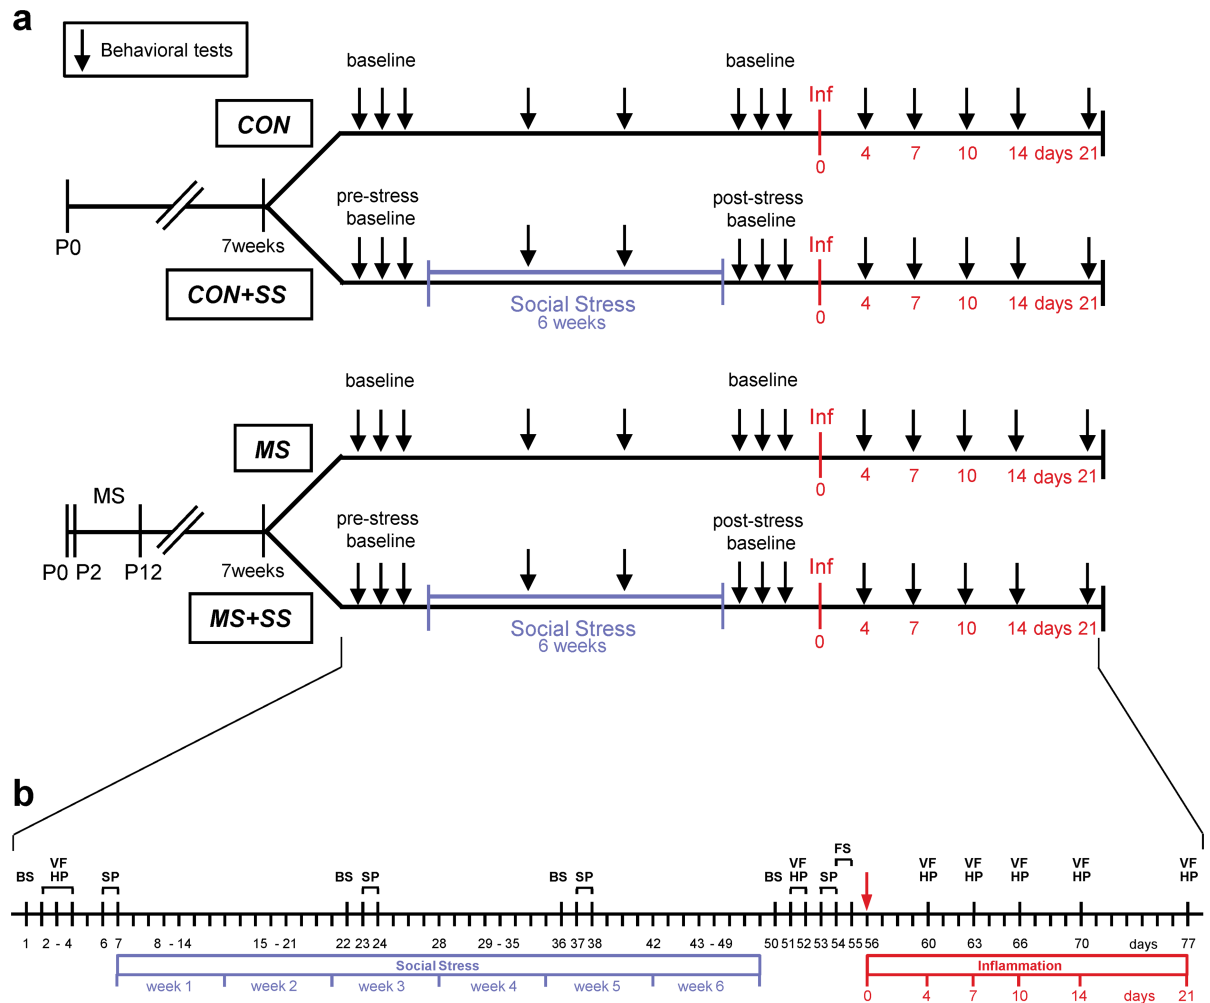 a
Behavioral tests
baseline
baseline
CON
Inf
0
4 7 10 14 days 21
P0
7weeks
pre-stress
baseline
post-stress
baseline
CON+SS
Inf
0
4 7 10 14 days 21
Social Stress
6 weeks
baseline
baseline
MS
Inf
0
4 7 10 14 days 21
MS
P0 P2 P12
7weeks
pre-stress
baseline
post-stress
baseline
MS+SS
Inf
0
4 7 10 14 days 21
Social Stress
6 weeks
b
FS
VF VF VF VF VF VF VF
BS HP SP BS SP BS SP BS HP SP HP HP HP HP HP
1 2 - 4 6 7 8 - 14 15 - 21 22 23 24 28 29 - 35 36 37 38 42 43 - 49 50 51 52 53 54 55 56 60 63 66 70 days 77
Social Stress
week 1 week 2 week 3 week 4 week 5 week 6
Inflammation
0 4 7 10 14 days 21